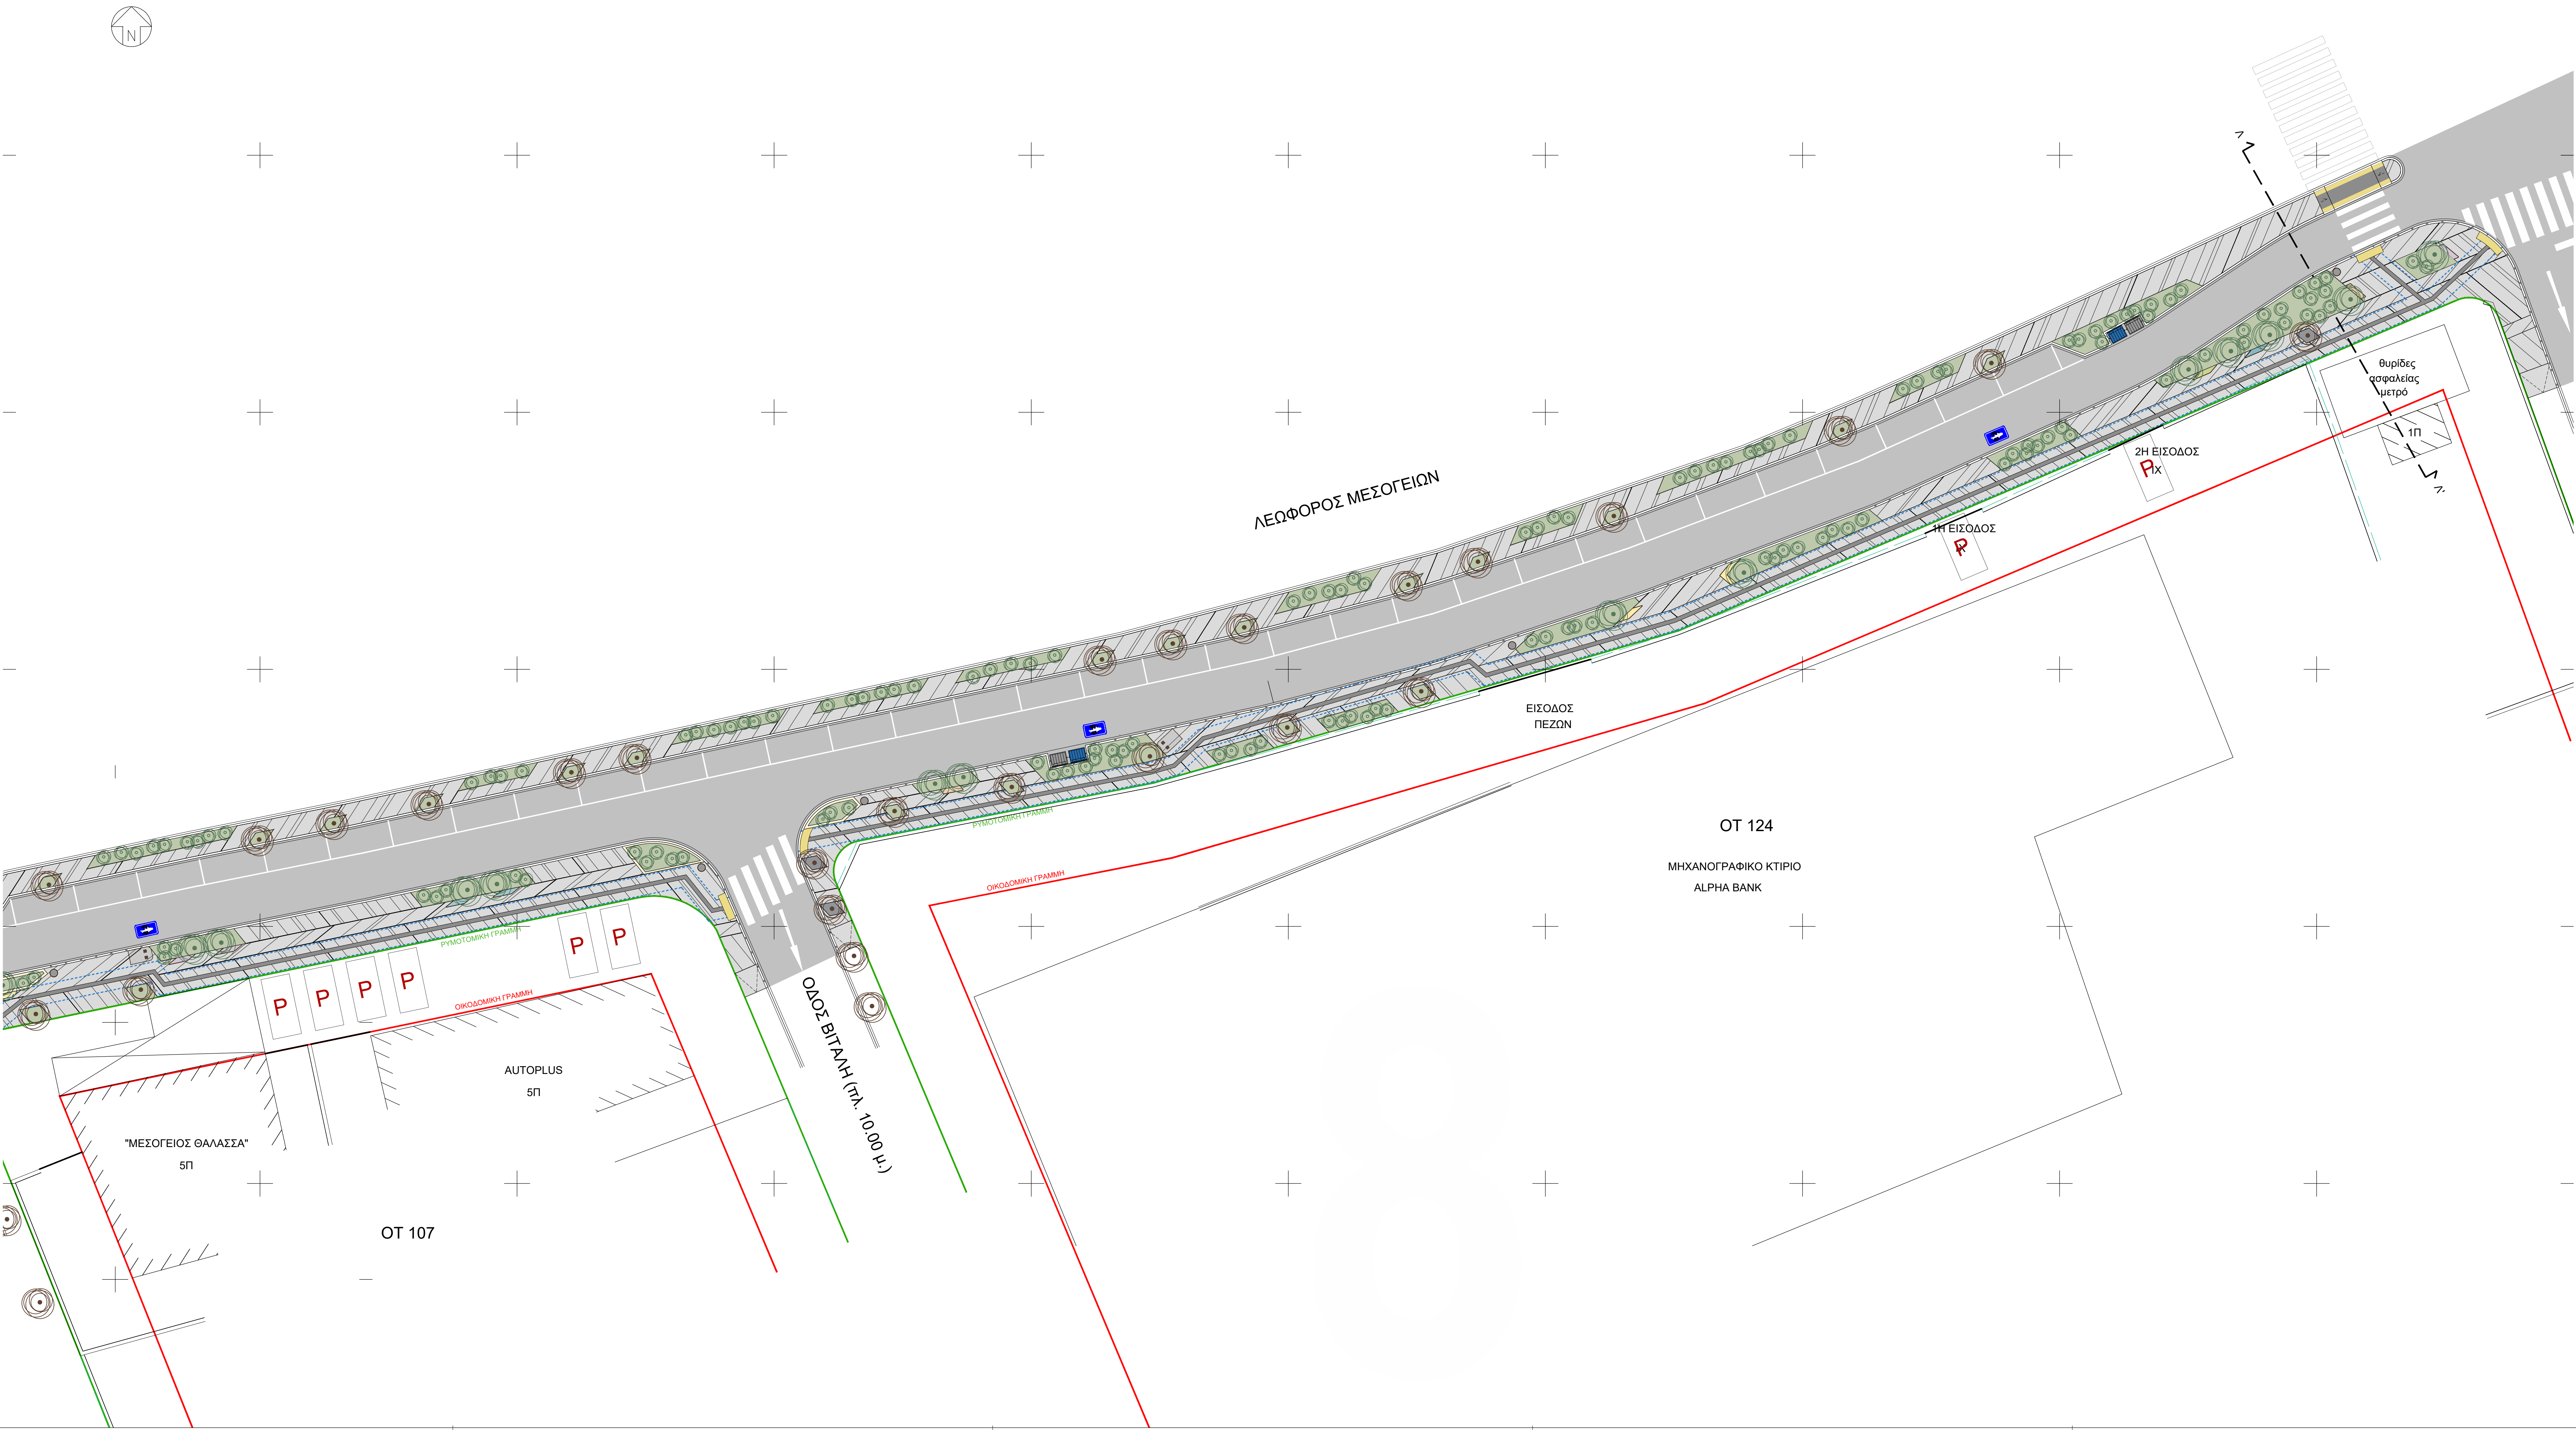 N
Λ
θυρίδες
ασφαλείας
μετρό
1Π
Λ'
2Η ΕΙΣΟΔΟΣ
ΙΧ
P
1Η ΕΙΣΟΔΟΣ
P
ΛΕΩΦΟΡΟΣ ΜΕΣΟΓΕΙΩΝ
ΕΙΣΟΔΟΣ
ΠΕΖΩΝ
ΡΥΜΟΤΟΜΙΚΗ ΓΡΑΜΜΗ
ΟΙΚΟΔΟΜΙΚΗ ΓΡΑΜΜΗ
ΟΤ 124
ΜΗΧΑΝΟΓΡΑΦΙΚΟ ΚΤΙΡΙΟ
ALPHA BANK
ΡΥΜΟΤΟΜΙΚΗ ΓΡΑΜΜΗ
P P P P P P
ΟΙΚΟΔΟΜΙΚΗ ΓΡΑΜΜΗ
ΟΔΟΣ ΒΙΤΑΛΗ (πλ. 10.00 μ.)
AUTOPLUS
5Π
"ΜΕΣΟΓΕΙΟΣ ΘΑΛΑΣΣΑ"
5Π
ΟΤ 107